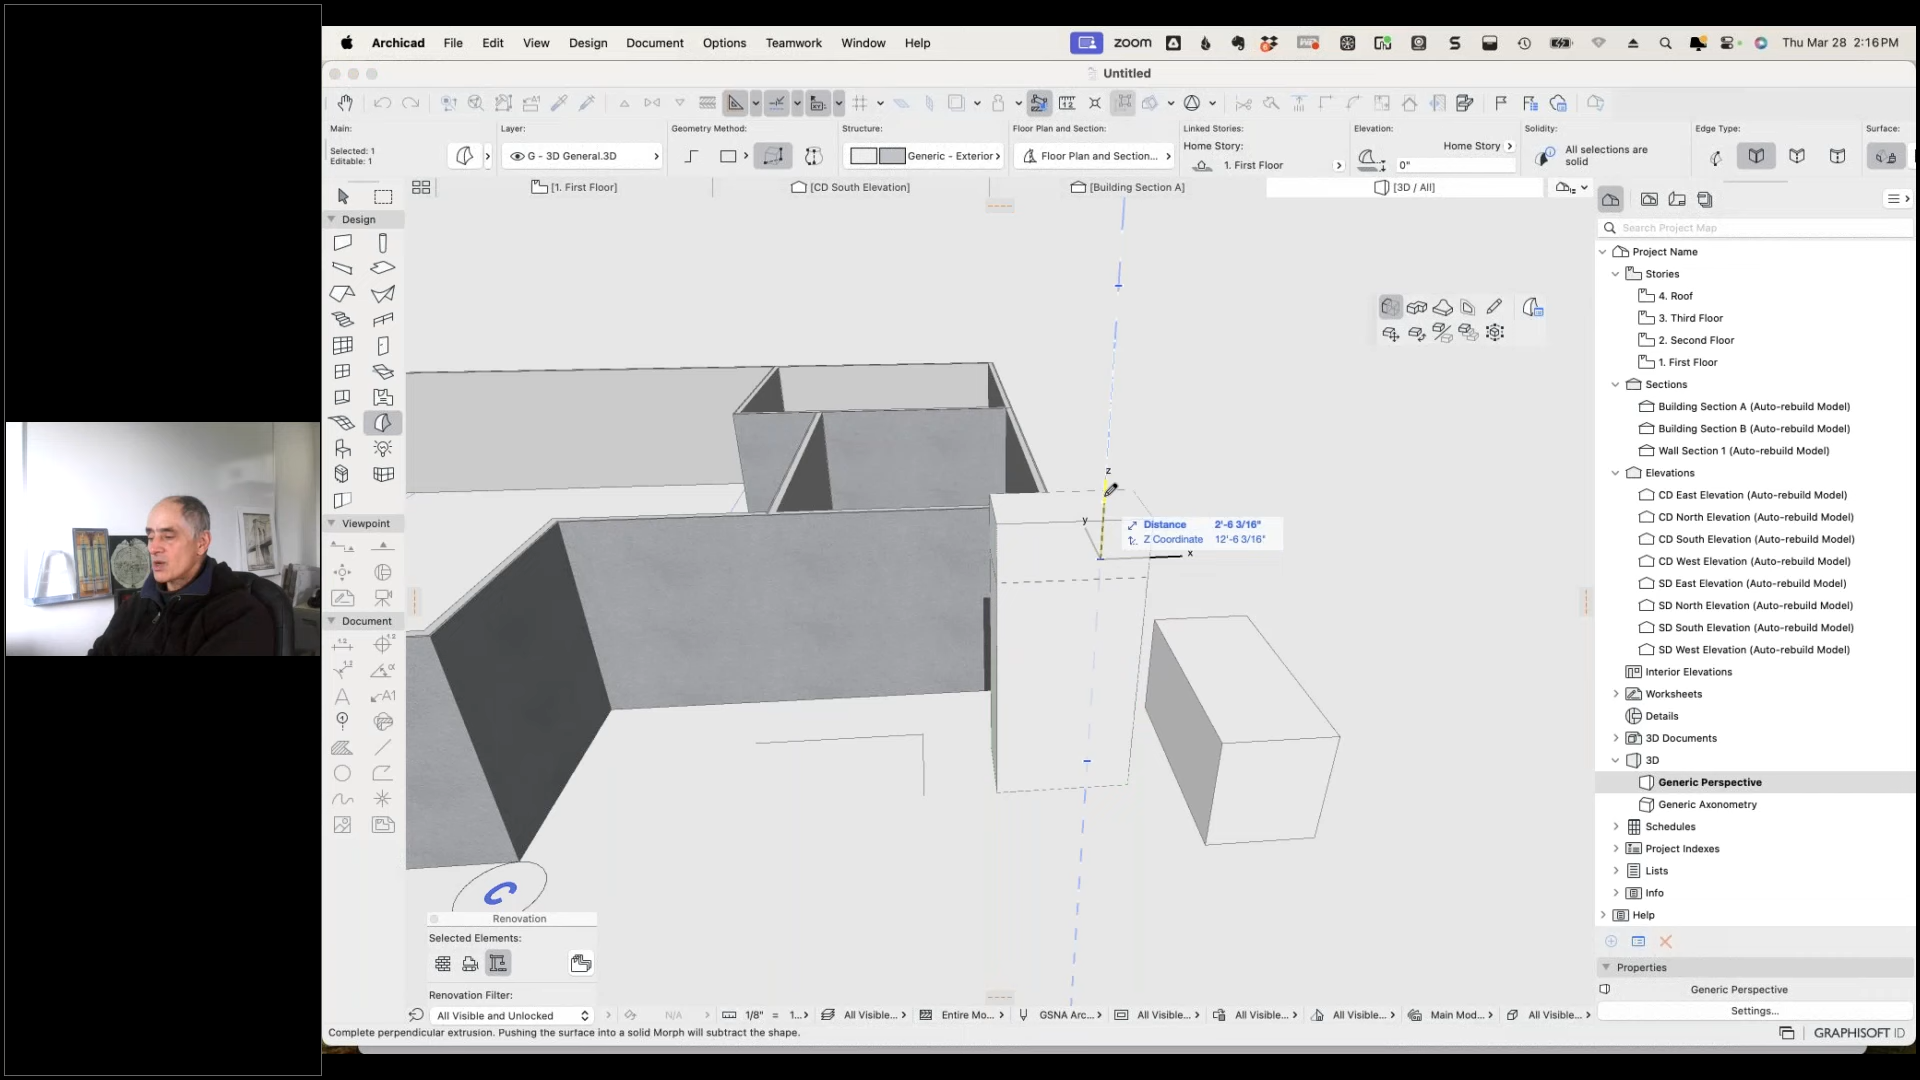 Archicad File Edit View Design Document Options Teamwork Window Help
zoom
Thu Mar 28 2:16 PM
Untitled
Main:
Selected: 1
Editable: 1
Layer:
G - 3D General.3D
Geometry Method:
Structure:
Generic - Exterior
Floor Plan and Section:
Floor Plan and Section...
Linked Stories:
Home Story:
1. First Floor
Elevation:
Home Story
0"
Solidity:
All selections are
solid
Edge Type:
Surface:
[1. First Floor]
[CD South Elevation]
[Building Section A]
[3D / All]
Design
Viewpoint
Document
z
y
x
Distance 2'-6 3/16"
Z Coordinate 12'-6 3/16"
C
Renovation
Selected Elements:
Renovation Filter:
All Visible and Unlocked
N/A
1/8" = 1...
All Visible...
Entire Mo...
GSNA Arc...
All Visible...
All Visible...
All Visible...
Main Mod...
All Visible...
Complete perpendicular extrusion. Pushing the surface into a solid Morph will subtract the shape.
Search Project Map
Project Name
Stories
4. Roof
3. Third Floor
2. Second Floor
1. First Floor
Sections
Building Section A (Auto-rebuild Model)
Building Section B (Auto-rebuild Model)
Wall Section 1 (Auto-rebuild Model)
Elevations
CD East Elevation (Auto-rebuild Model)
CD North Elevation (Auto-rebuild Model)
CD South Elevation (Auto-rebuild Model)
CD West Elevation (Auto-rebuild Model)
SD East Elevation (Auto-rebuild Model)
SD North Elevation (Auto-rebuild Model)
SD South Elevation (Auto-rebuild Model)
SD West Elevation (Auto-rebuild Model)
Interior Elevations
Worksheets
Details
3D Documents
3D
Generic Perspective
Generic Axonometry
Schedules
Project Indexes
Lists
Info
Help
Properties
Generic Perspective
Settings...
GRAPHISOFT ID